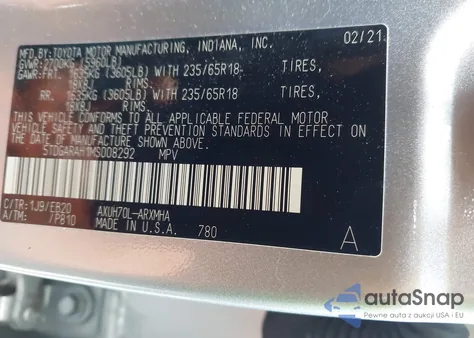 MFD. BY: TOYOTA MOTOR MANUFACTURING, INDIANA, INC. 02/21
GVWR: 2700KG (5960LB)
GAWR: FRT. 1635KG (3605LB) WITH 235/65R18 TIRES,
18X8J RIMS,
RR. 1635KG (3605LB) WITH 235/65R18 TIRES,
18X8J RIMS,
THIS VEHICLE CONFORMS TO ALL APPLICABLE FEDERAL MOTOR
VEHICLE SAFETY AND THEFT PREVENTION STANDARDS IN EFFECT
ON THE DATE OF MANUFACTURE SHOWN ABOVE.
MPV
C/TR: 1J9/EB20 AXUH70L-ARXMHA
A/TM: /P810 MADE IN U.S.A. 780 A
autoSnap
Pewne auta z aukcji USA i EU